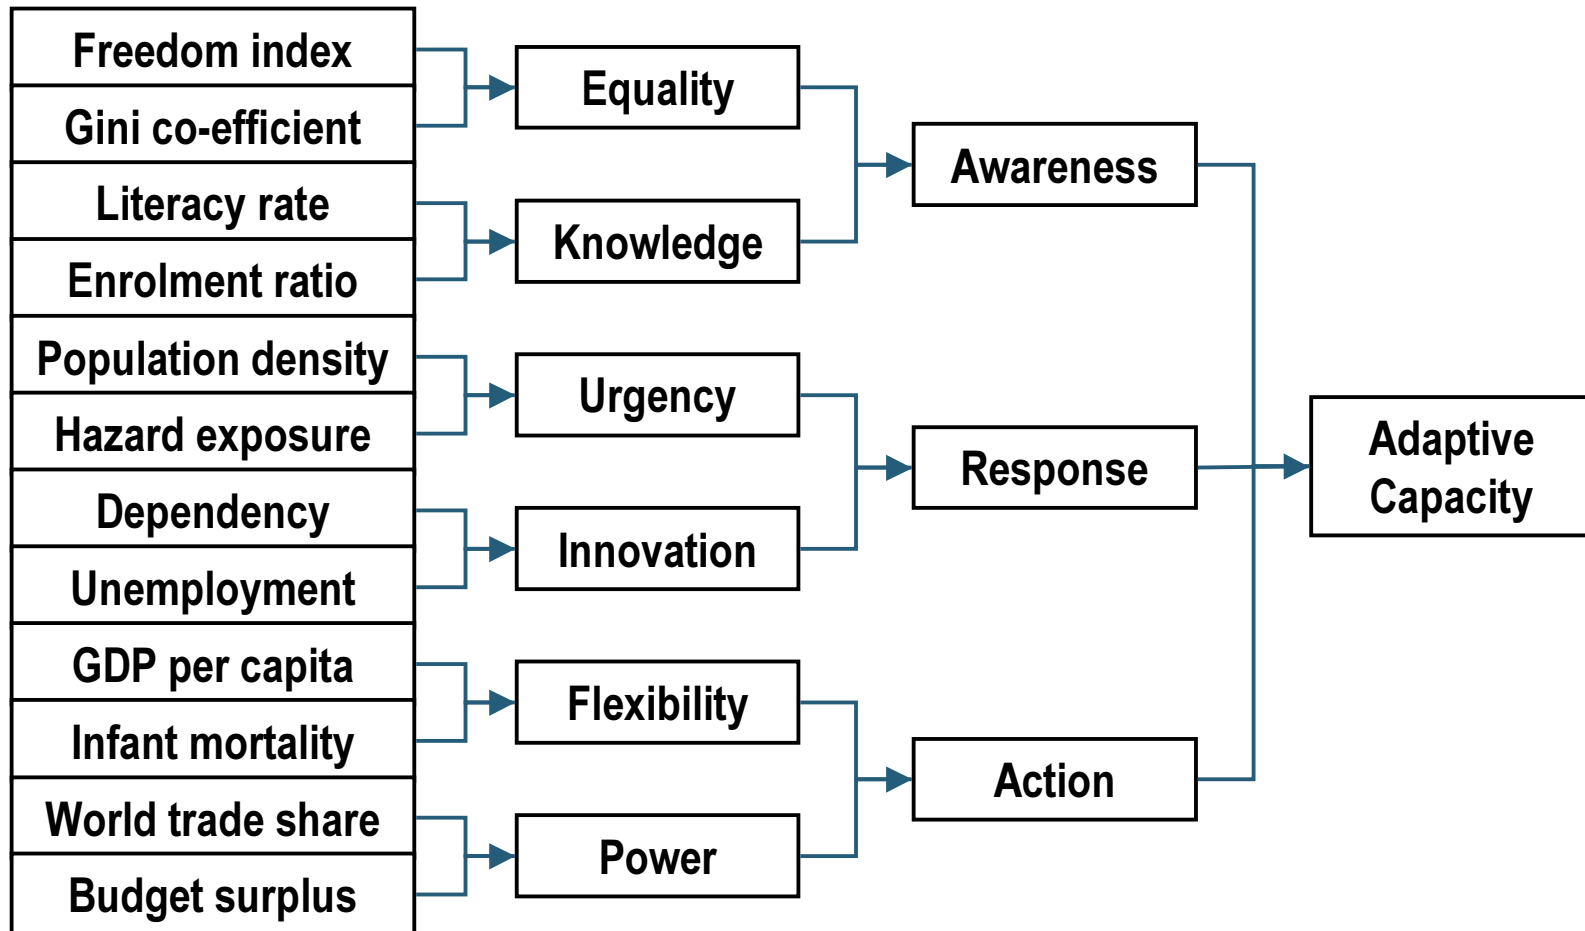 Freedom index
Gini co-efficient
Literacy rate
Enrolment ratio
Population density
Hazard exposure
Dependency
Unemployment
GDP per capita
Infant mortality
World trade share
Budget surplus
Equality
Knowledge
Urgency
Innovation
Flexibility
Power
Awareness
Response
Action
Adaptive
Capacity